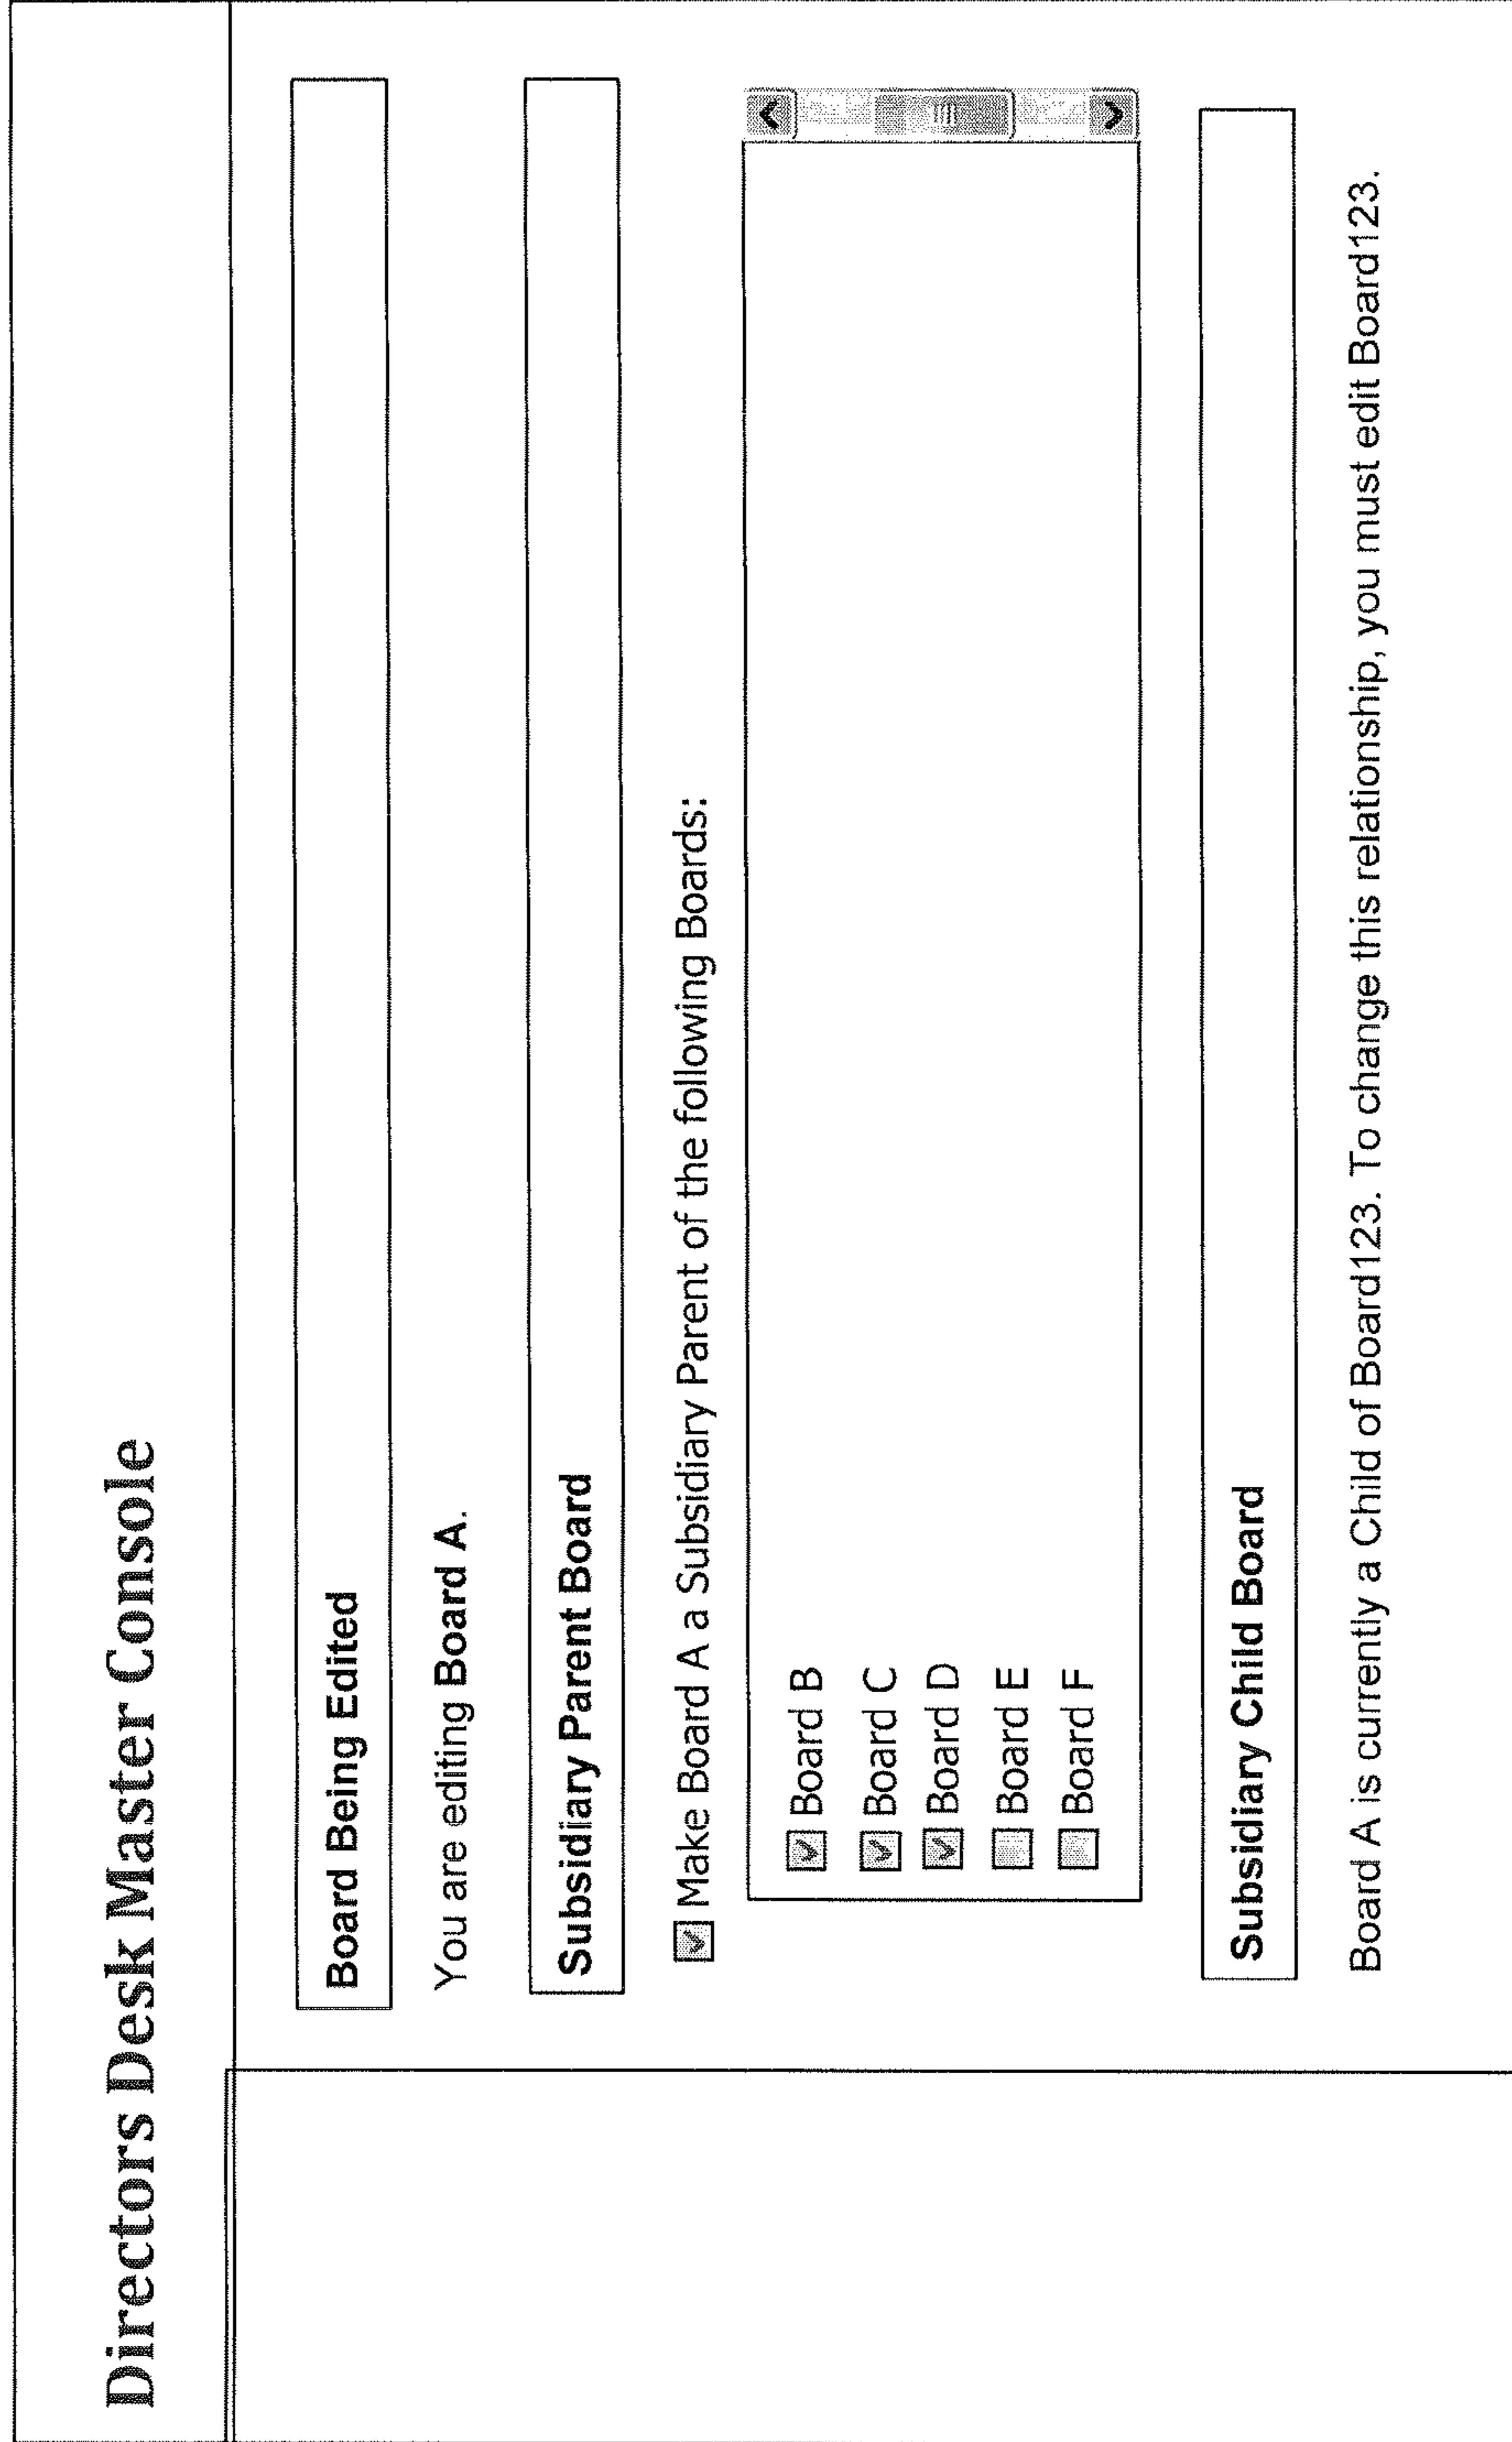 Directors Desk Master Console
Board Being Edited
You are editing Board A.
Subsidiary Parent Board
Make Board A a Subsidiary Parent of the following Boards:
Board B
Board C
Board D
Board E
Board F
Subsidiary Child Board
Board A is currently a Child of Board123. To change this relationship, you must edit Board123.